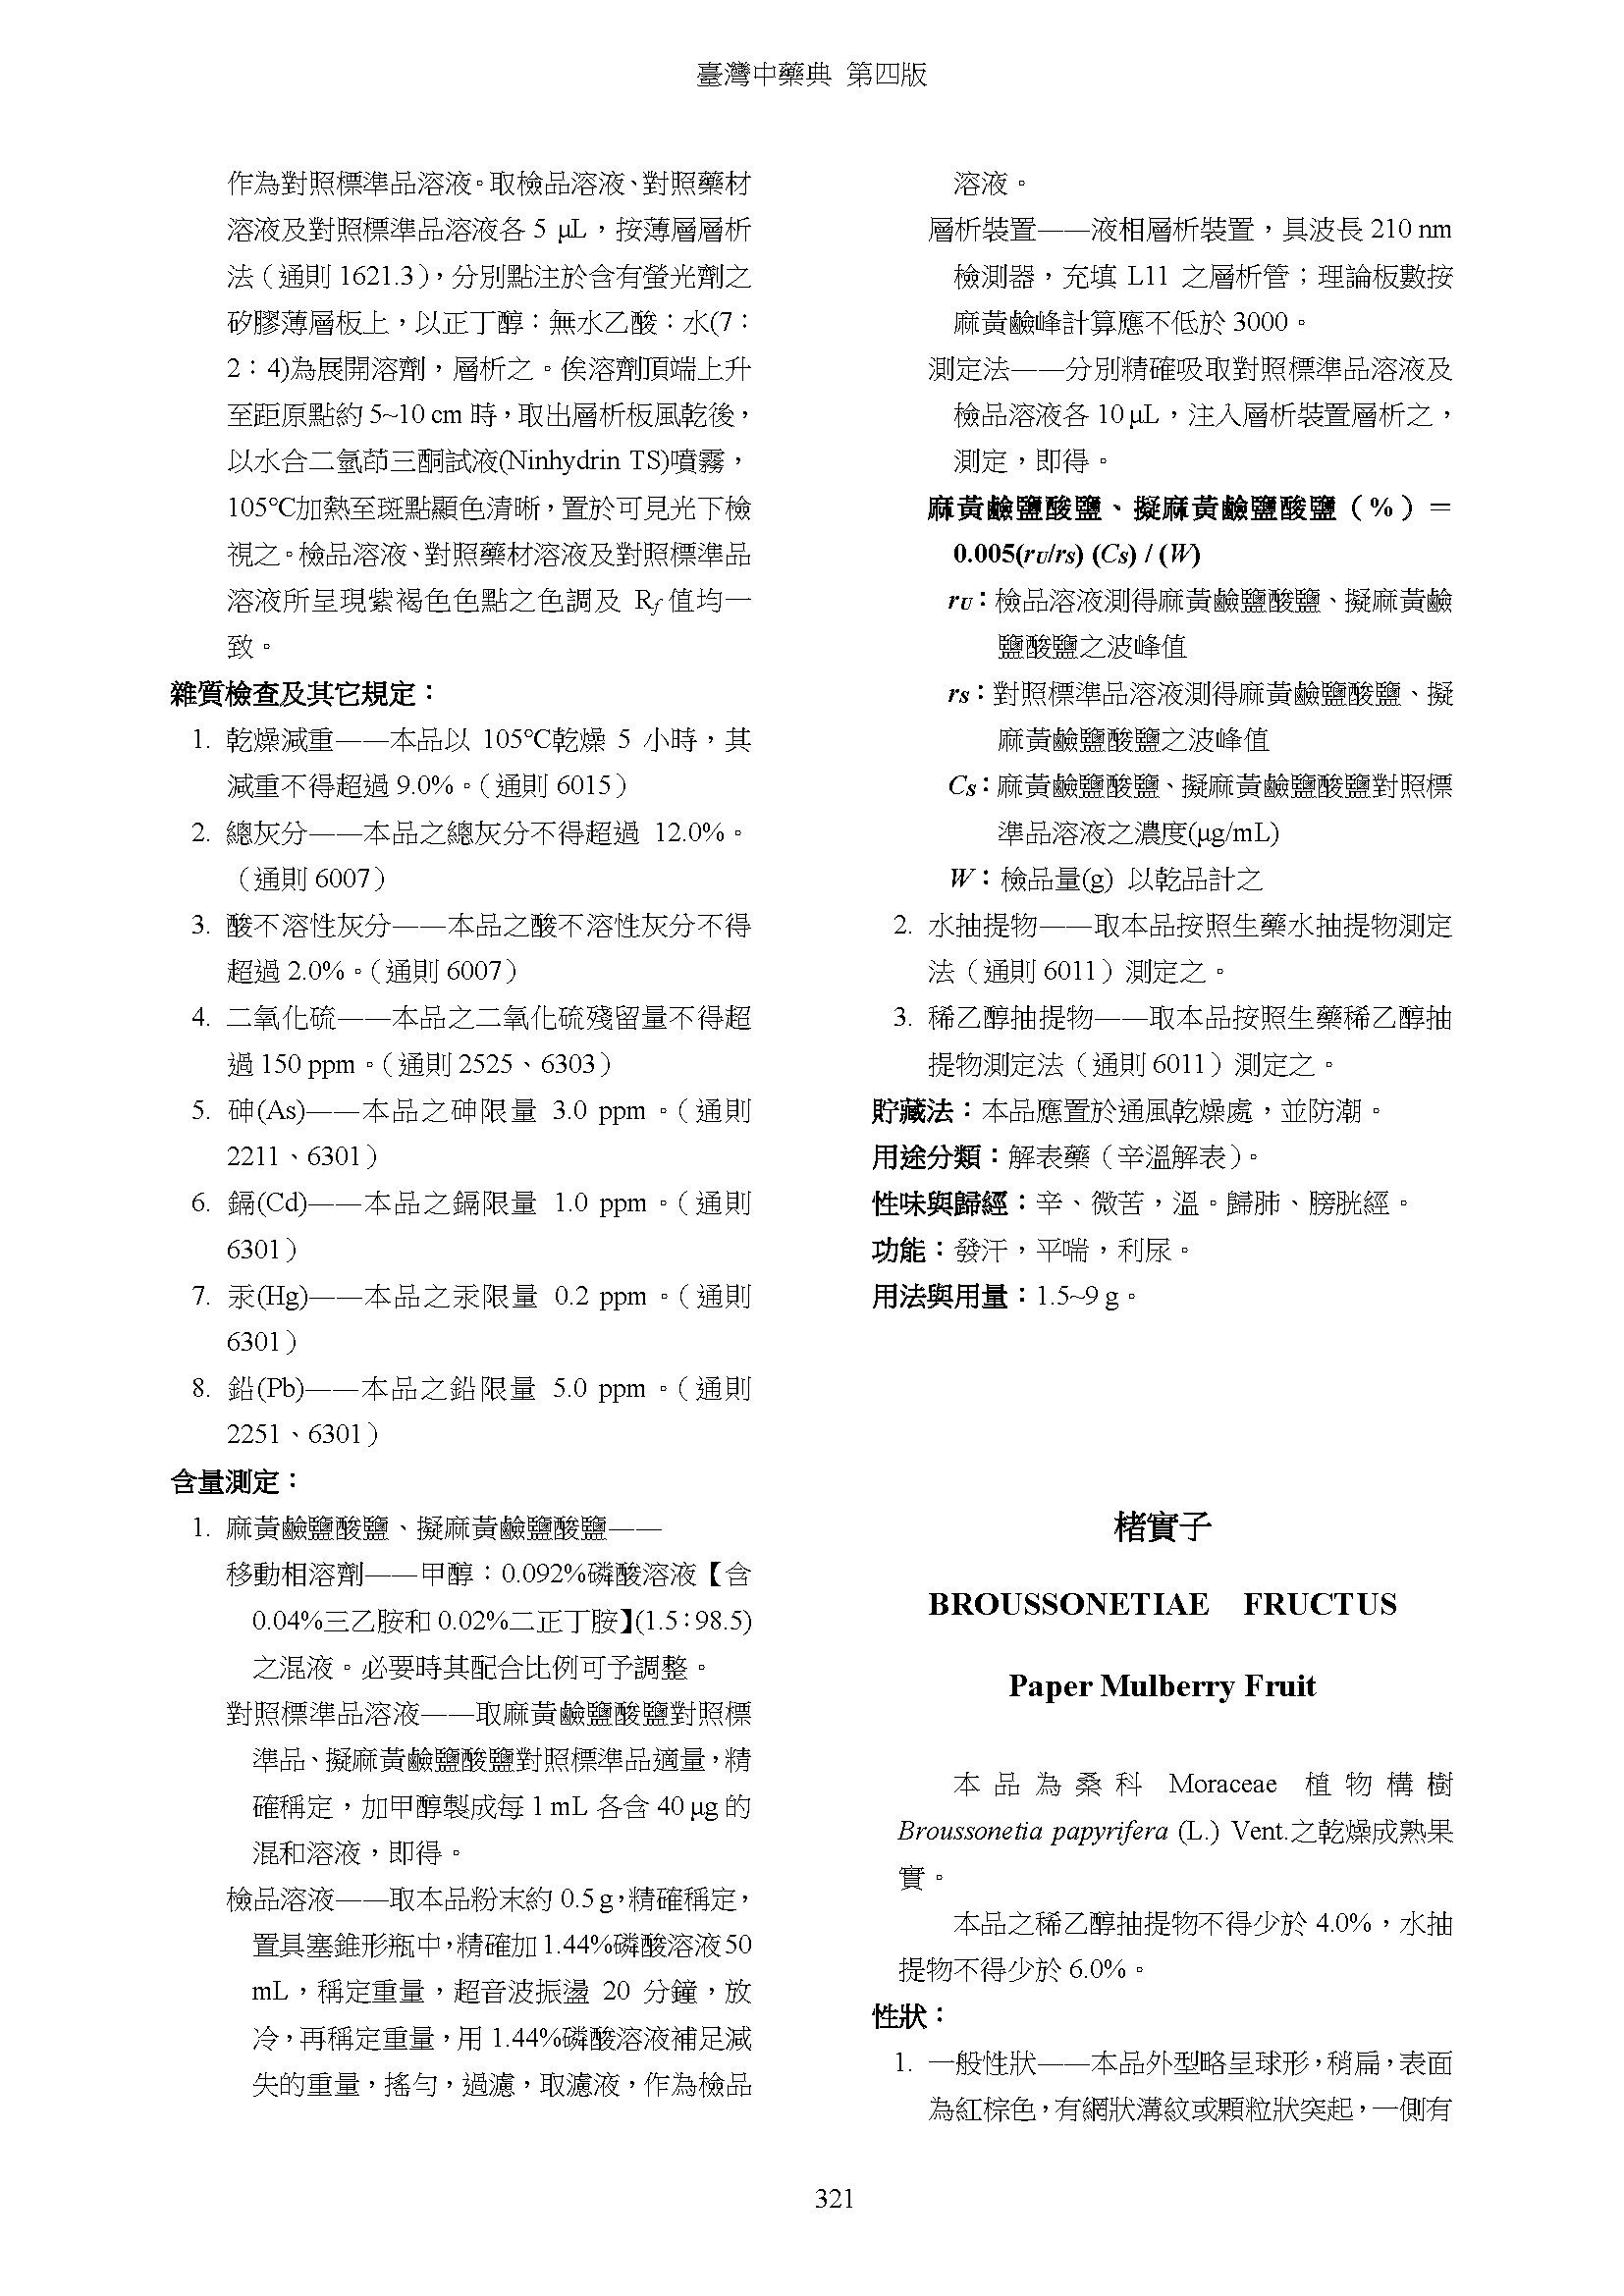 臺灣中藥典 第四版
作為對照標準品溶液。取檢品溶液、對照藥材
溶液及對照標準品溶液各 5 μL，按薄層層析
法（通則 1621.3），分別點注於含有螢光劑之
矽膠薄層板上，以正丁醇：無水乙酸：水(7：
2：4)為展開溶劑，層析之。俟溶劑頂端上升
至距原點約 5~10 cm 時，取出層析板風乾後，
以水合二氫茚三酮試液(Ninhydrin TS)噴霧，
105℃加熱至斑點顯色清晰，置於可見光下檢
視之。檢品溶液、對照藥材溶液及對照標準品
溶液所呈現紫褐色色點之色調及 Rf 值均一
致。
雜質檢查及其它規定：
1. 乾燥減重——本品以 105℃乾燥 5 小時，其
減重不得超過 9.0%。（通則 6015）
2. 總灰分——本品之總灰分不得超過 12.0%。
（通則 6007）
3. 酸不溶性灰分——本品之酸不溶性灰分不得
超過 2.0%。（通則 6007）
4. 二氧化硫——本品之二氧化硫殘留量不得超
過 150 ppm。（通則 2525、6303）
5. 砷(As)——本品之砷限量 3.0 ppm。（通則
2211、6301）
6. 鎘(Cd)——本品之鎘限量 1.0 ppm。（通則
6301）
7. 汞(Hg)——本品之汞限量 0.2 ppm。（通則
6301）
8. 鉛(Pb)——本品之鉛限量 5.0 ppm。（通則
2251、6301）
含量測定：
1. 麻黃鹼鹽酸鹽、擬麻黃鹼鹽酸鹽——
移動相溶劑——甲醇：0.092%磷酸溶液【含
0.04%三乙胺和 0.02%二正丁胺】(1.5：98.5)
之混液。必要時其配合比例可予調整。
對照標準品溶液——取麻黃鹼鹽酸鹽對照標
準品、擬麻黃鹼鹽酸鹽對照標準品適量，精
確稱定，加甲醇製成每 1 mL 各含 40 μg 的
混和溶液，即得。
檢品溶液——取本品粉末約 0.5 g，精確稱定，
置具塞錐形瓶中，精確加 1.44%磷酸溶液 50
mL，稱定重量，超音波振盪 20 分鐘，放
冷，再稱定重量，用 1.44%磷酸溶液補足減
失的重量，搖勻，過濾，取濾液，作為檢品
溶液。
層析裝置——液相層析裝置，具波長 210 nm
檢測器，充填 L11 之層析管；理論板數按
麻黃鹼峰計算應不低於 3000。
測定法——分別精確吸取對照標準品溶液及
檢品溶液各 10 μL，注入層析裝置層析之，
測定，即得。
麻黃鹼鹽酸鹽、擬麻黃鹼鹽酸鹽（%）＝
0.005(rU/rS) (CS) / (W)
rU：檢品溶液測得麻黃鹼鹽酸鹽、擬麻黃鹼
鹽酸鹽之波峰值
rS：對照標準品溶液測得麻黃鹼鹽酸鹽、擬
麻黃鹼鹽酸鹽之波峰值
CS：麻黃鹼鹽酸鹽、擬麻黃鹼鹽酸鹽對照標
準品溶液之濃度(μg/mL)
W：檢品量(g) 以乾品計之
2. 水抽提物——取本品按照生藥水抽提物測定
法（通則 6011）測定之。
3. 稀乙醇抽提物——取本品按照生藥稀乙醇抽
提物測定法（通則 6011）測定之。
貯藏法：本品應置於通風乾燥處，並防潮。
用途分類：解表藥（辛溫解表）。
性味與歸經：辛、微苦，溫。歸肺、膀胱經。
功能：發汗，平喘，利尿。
用法與用量：1.5~9 g。
楮實子
BROUSSONETIAE FRUCTUS
Paper Mulberry Fruit
本品為桑科 Moraceae 植物構樹
Broussonetia papyrifera (L.) Vent.之乾燥成熟果
實。
本品之稀乙醇抽提物不得少於 4.0%，水抽
提物不得少於 6.0%。
性狀：
1. 一般性狀——本品外型略呈球形，稍扁，表面
為紅棕色，有網狀溝紋或顆粒狀突起，一側有
321